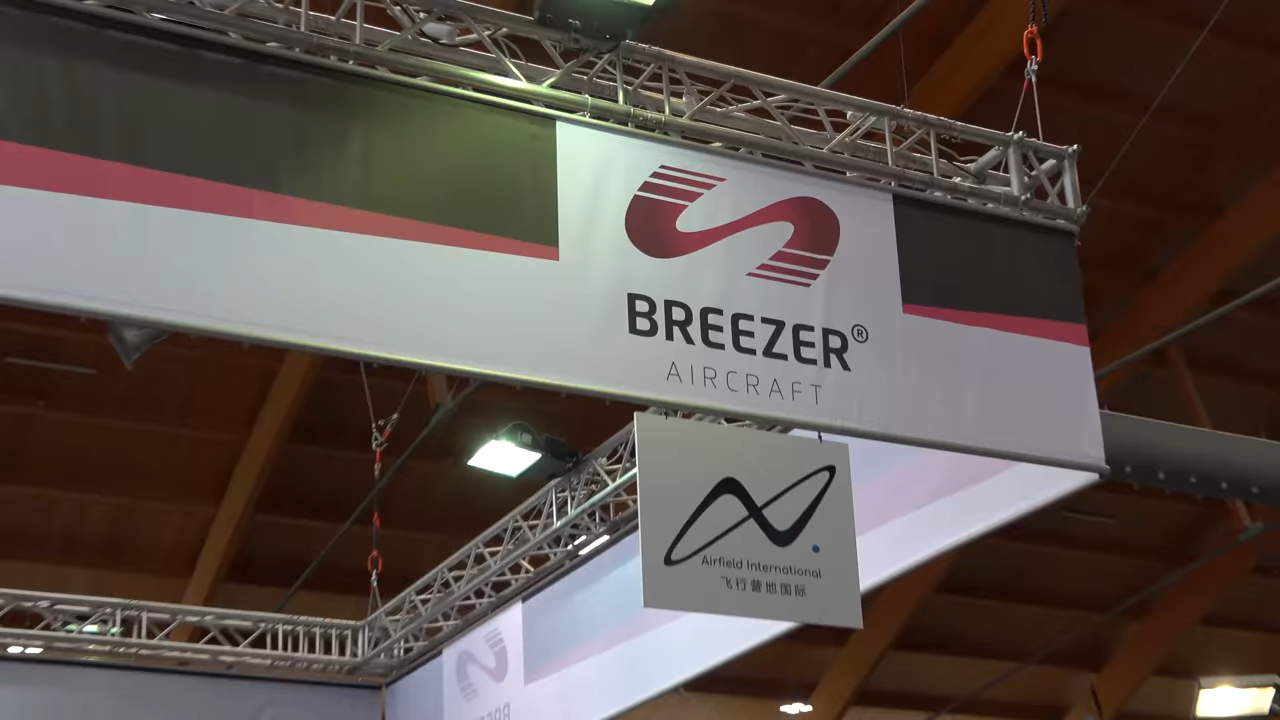 BREEZER®
AIRCRAFT
Airfield International
飞行营地国际